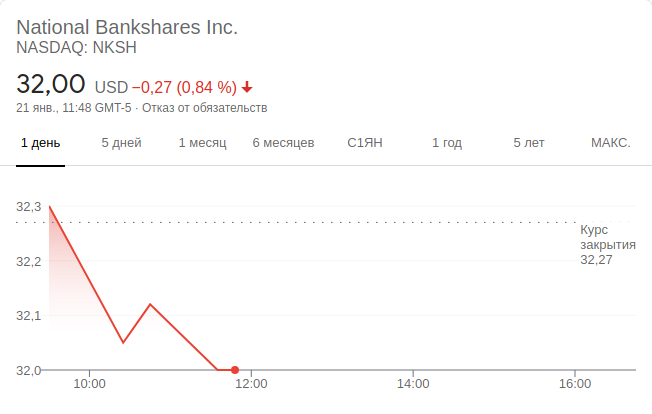 National Bankshares Inc.
NASDAQ: NKSH
32,00 USD −0,27 (0,84 %)
21 янв., 11:48 GMT-5 · Отказ от обязательств
1 день 5 дней 1 месяц 6 месяцев С1ЯН 1 год 5 лет МАКС.
32,3
Курс
закрытия
32,27
32,2
32,1
32,0
10:00 12:00 14:00 16:00